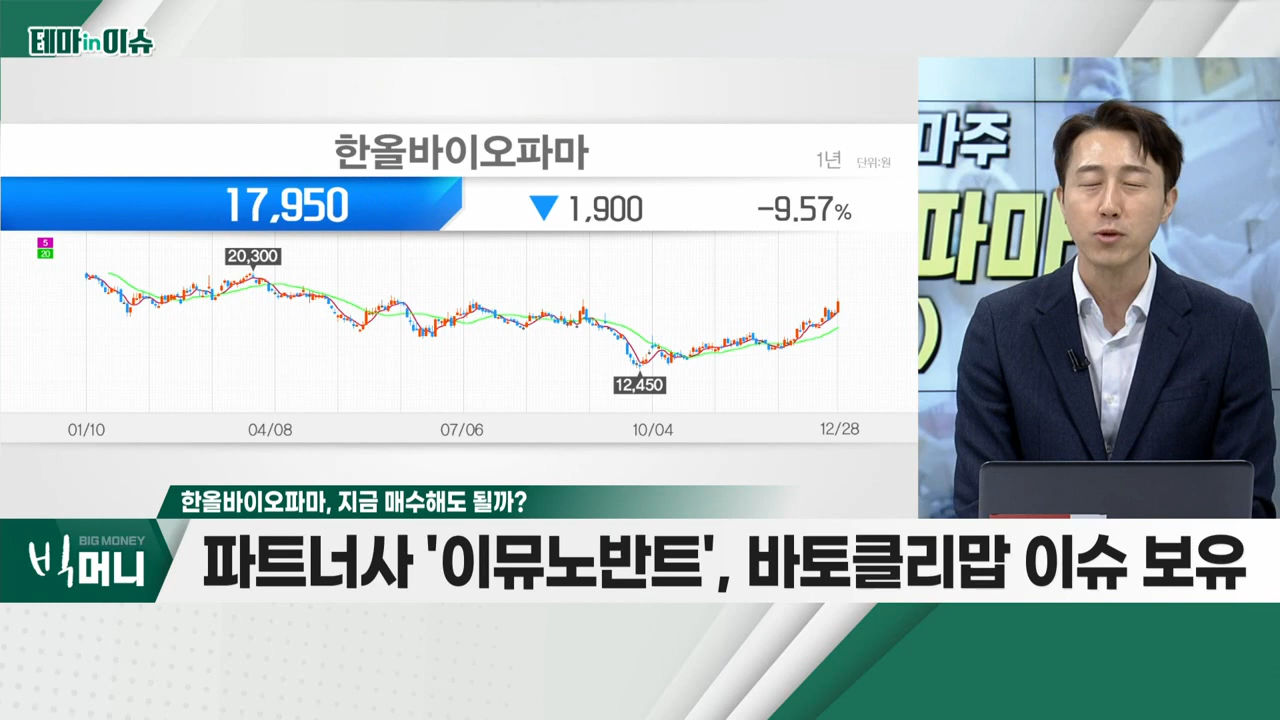 테마in이슈
한올바이오파마
1년 단위:원
17,950 ▼ 1,900 -9.57%
5
20
20,300
12,450
01/10 04/08 07/06 10/04 12/28
마주
파마
)
한올바이오파마, 지금 매수해도 될까?
BIG MONEY
빅머니
파트너사 '이뮤노반트', 바토클리맙 이슈 보유